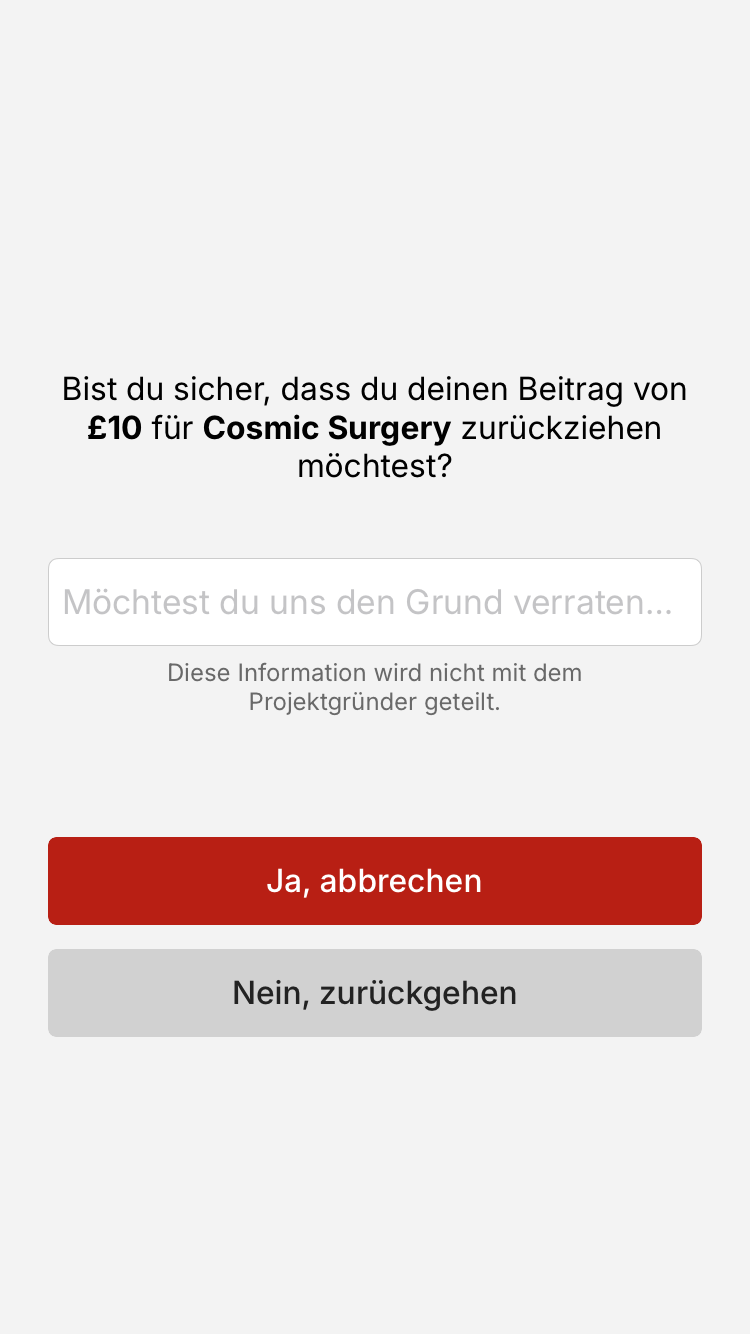 Bist du sicher, dass du deinen Beitrag von
£10 für Cosmic Surgery zurückziehen
möchtest?
Möchtest du uns den Grund verraten...
Diese Information wird nicht mit dem
Projektgründer geteilt.
Ja, abbrechen
Nein, zurückgehen